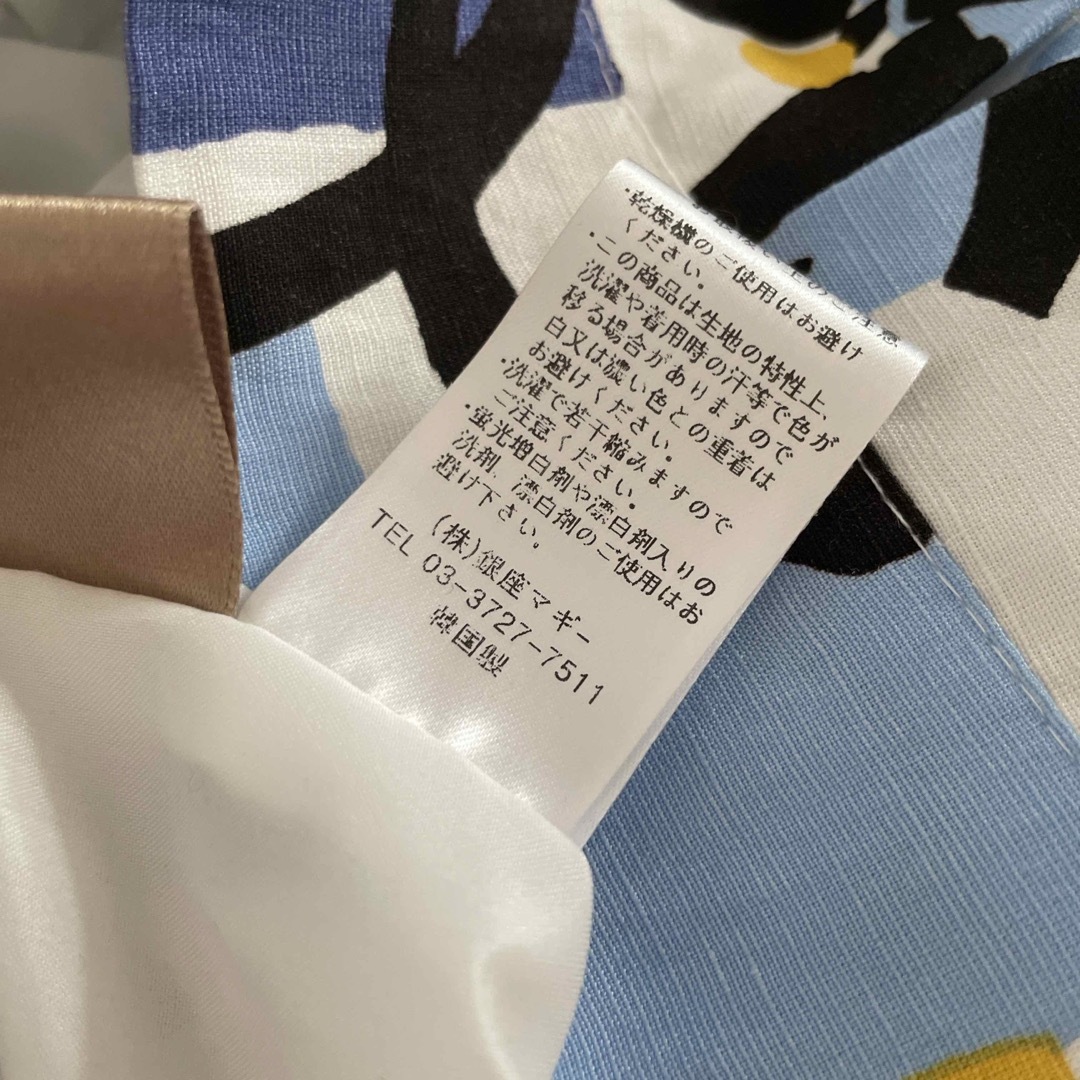 ・乾燥機のご使用はお避け
ください。
・この商品は生地の特性上、
洗濯や着用時の汗等で色が
移る場合がありますので
白又は濃い色との重着は
お避けください。
・洗濯で若干縮みますので
ご注意ください。
・蛍光増白剤や漂白剤入りの
洗剤、漂白剤のご使用はお
避け下さい。
(株)銀座マギー
TEL 03-3727-7511
韓国製